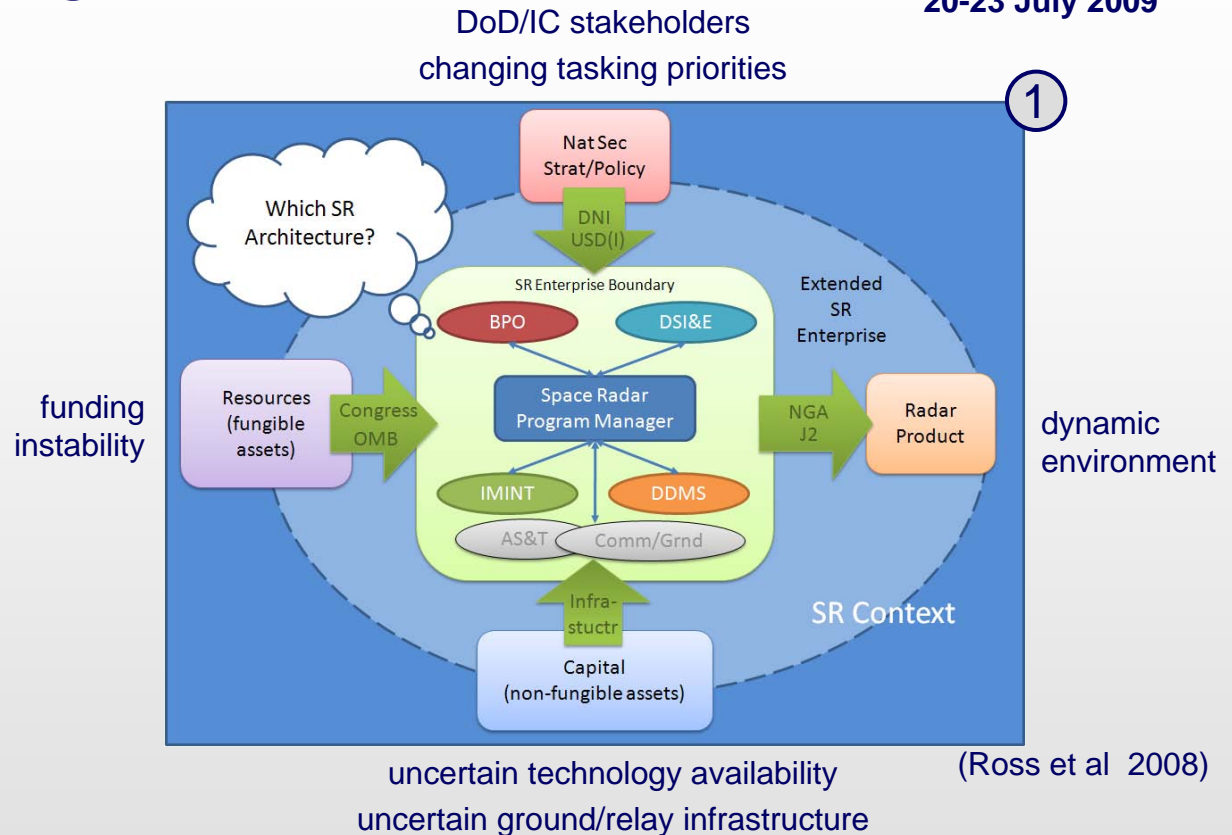 20-23 July 2009
DoD/IC stakeholders
changing tasking priorities
1
Nat Sec
Strat/Policy
Which SR
Architecture?
DNI
USD(I)
SR Enterprise Boundary
BPO
DSI&E
Extended
SR
Enterprise
funding
instability
Resources
(fungible
assets)
Congress
OMB
Space Radar
Program Manager
NGA
J2
Radar
Product
dynamic
environment
IMINT
DDMS
AS&T
Comm/Grnd
Infra-
stuctr
SR Context
Capital
(non-fungible assets)
(Ross et al 2008)
uncertain technology availability
uncertain ground/relay infrastructure